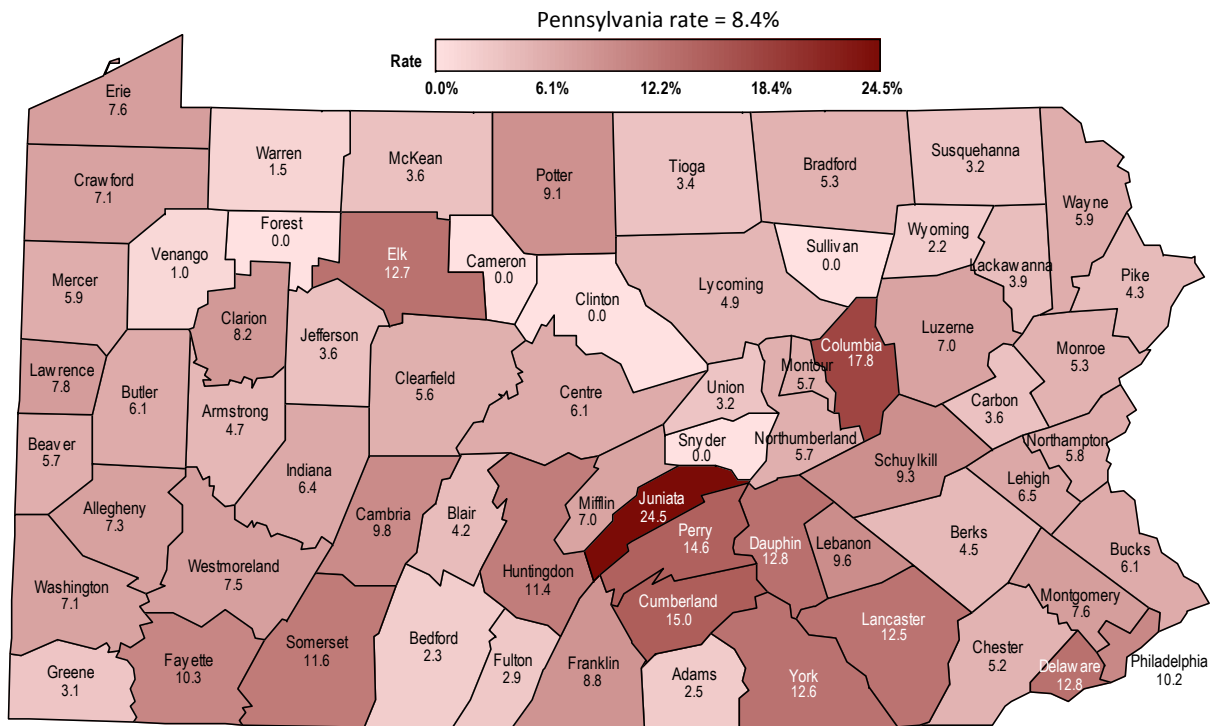 Pennsylvania rate = 8.4%
Rate
0.0% 6.1% 12.2% 18.4% 24.5%
Erie
7.6
Crawford
7.1
Warren
1.5
McKean
3.6
Potter
9.1
Tioga
3.4
Bradford
5.3
Susquehanna
3.2
Wayne
5.9
Forest
0.0
Venango
1.0
Mercer
5.9
Elk
12.7
Cameron
0.0
Clinton
0.0
Lycoming
4.9
Sullivan
0.0
Wyoming
2.2
Lackawanna
3.9
Pike
4.3
Clarion
8.2
Jefferson
3.6
Clearfield
5.6
Centre
6.1
Union
3.2
Montour
5.7
Columbia
17.8
Luzerne
7.0
Monroe
5.3
Carbon
3.6
Lawrence
7.8
Butler
6.1
Armstrong
4.7
Beaver
5.7
Indiana
6.4
Snyder
0.0
Northumberland
5.7
Schuylkill
9.3
Northampton
5.8
Lehigh
6.5
Allegheny
7.3
Cambria
9.8
Blair
4.2
Mifflin
7.0
Juniata
24.5
Perry
14.6
Dauphin
12.8
Lebanon
9.6
Berks
4.5
Bucks
6.1
Washington
7.1
Westmoreland
7.5
Huntingdon
11.4
Cumberland
15.0
Lancaster
12.5
Montgomery
7.6
Greene
3.1
Fayette
10.3
Somerset
11.6
Bedford
2.3
Fulton
2.9
Franklin
8.8
Adams
2.5
York
12.6
Chester
5.2
Delaware
12.8
Philadelphia
10.2